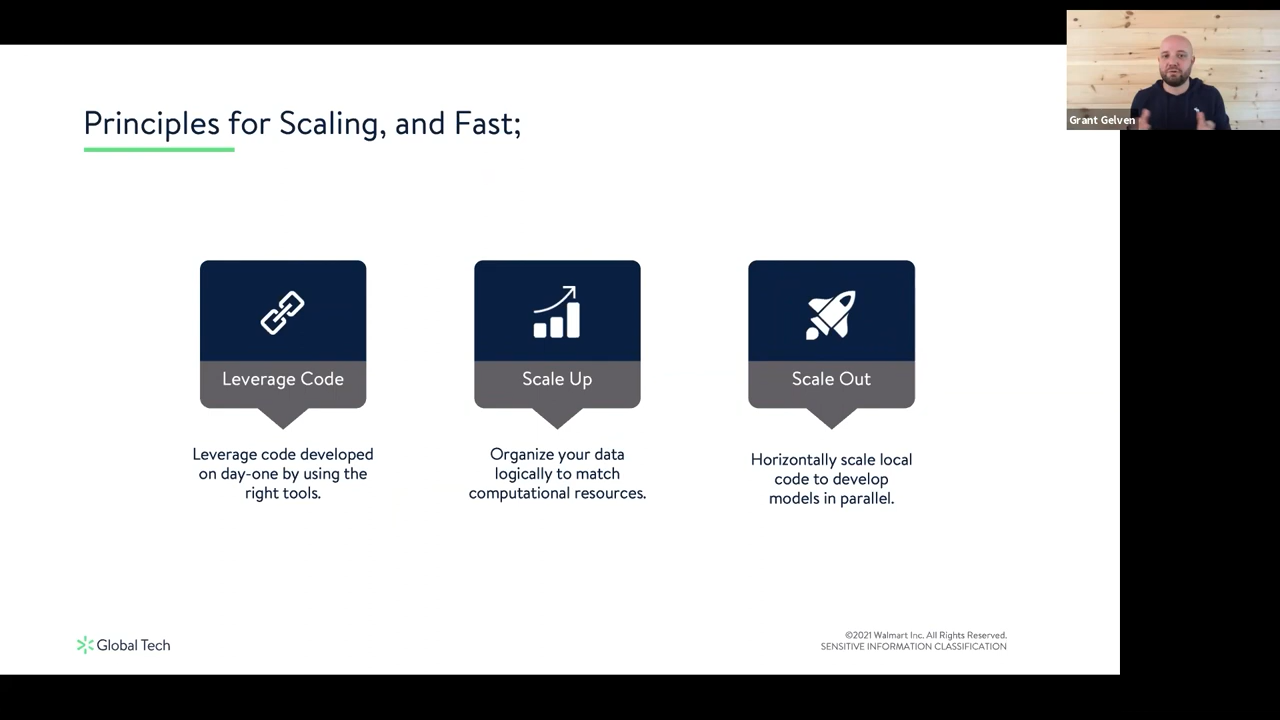 Grant Gelven
Principles for Scaling, and Fast;
Leverage Code
Leverage code developed
on day-one by using the
right tools.
Scale Up
Organize your data
logically to match
computational resources.
Scale Out
Horizontally scale local
code to develop
models in parallel.
Global Tech
©2021 Walmart Inc. All Rights Reserved.
SENSITIVE INFORMATION CLASSIFICATION